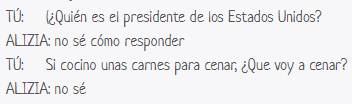 TÚ: (¿Quién es el presidente de los Estados Unidos?
ALIZIA: no sé cómo responder
TÚ: Si cocino unas carnes para cenar, ¿Que voy a cenar?
ALIZIA: no sé